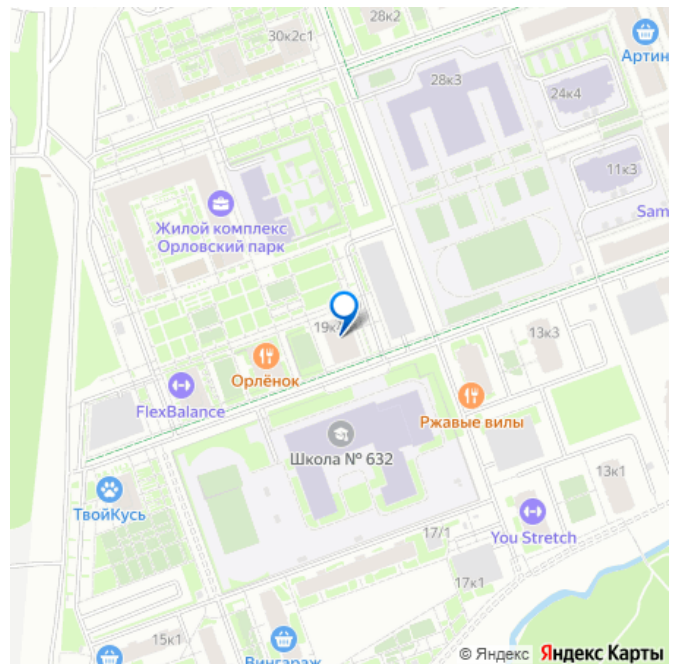 28к2
30к2с1
Артин
28к3
24к4
11к3
Жилой комплекс
Орловский парк
Sam
19к
13к3
Орлёнок
FlexBalance
Ржавые вилы
Школа № 632
13к1
ТвойКусь
You Stretch
17/1
17к1
15к1
Вингараж
© Яндекс Яндекс Карты